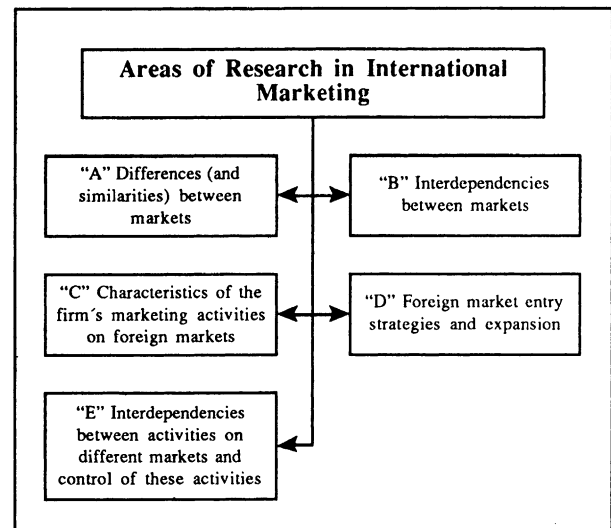 Areas of Research in International
Marketing
“A” Differences (and
similarities) between
markets
“B” Interdependencies
between markets
“C” Characteristics of the
firm´s marketing activities
on foreign markets
“D” Foreign market entry
strategies and expansion
“E” Interdependencies
between activities on
different markets and
control of these activities